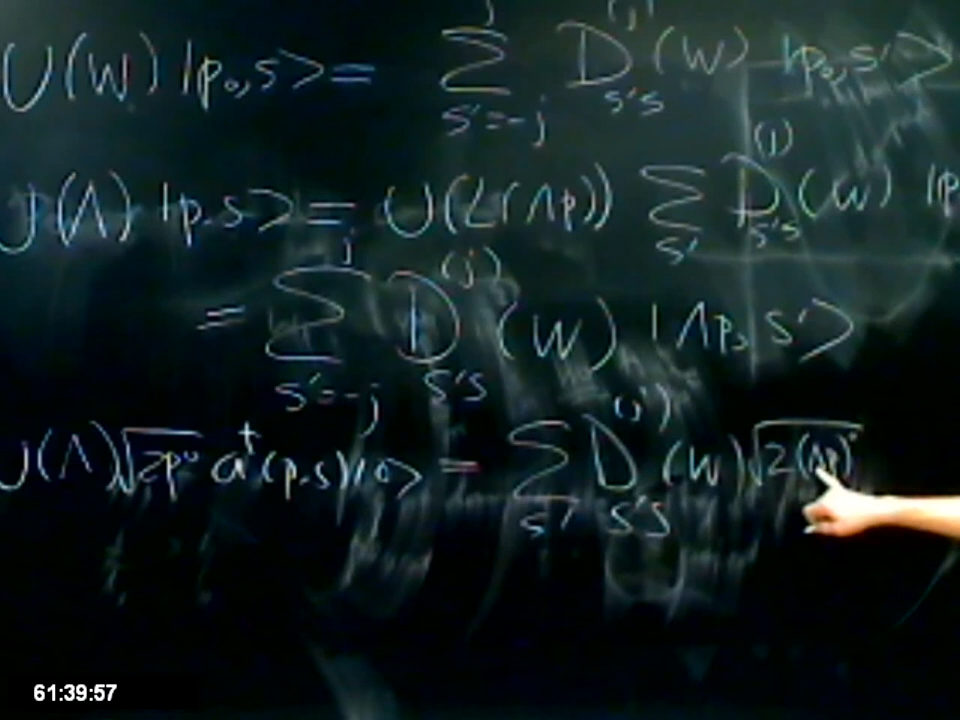 U(W) |p₀,s> = Σ_{s'=-j}^{j} D^{(j)}_{s's} (W) |p₀,s'>
U(Λ) |p,s> = U(L(Λp)) Σ_{s'} D^{(j)}_{s's} (W) |p
= Σ_{s'=-j}^{j} D^{(j)}_{s's} (W) |Λp, s'>
U(Λ) √2p⁰ a†(p,s)|0> = Σ_{s'} D^{(j)}_{s's} (W) √2(Λp)⁰
61:39:57